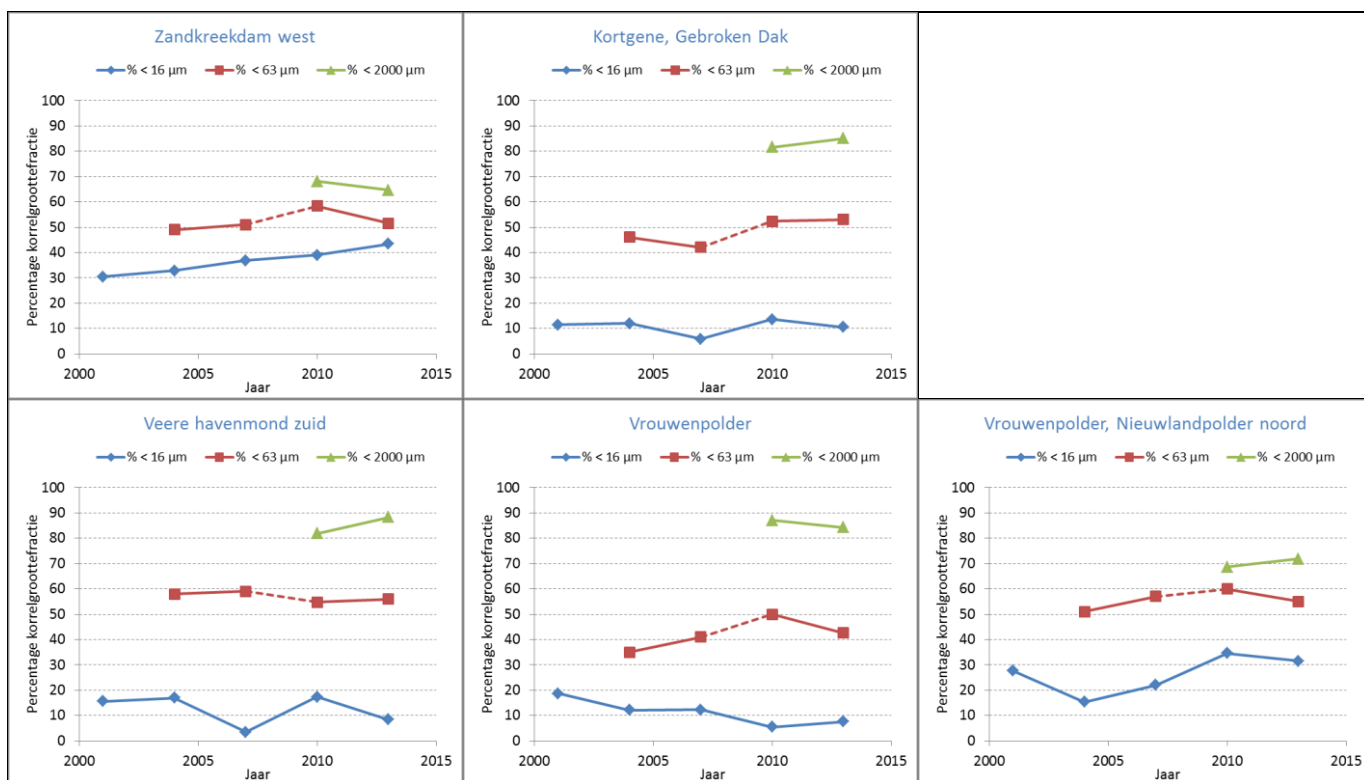 Zandkreekdam west
% < 16 µm % < 63 µm % < 2000 µm
Percentage korrelgroottefractie
100
90
80
70
60
50
40
30
20
10
0
2000 2005 2010 2015
Jaar
Kortgene, Gebroken Dak
% < 16 µm % < 63 µm % < 2000 µm
Percentage korrelgroottefractie
100
90
80
70
60
50
40
30
20
10
0
2000 2005 2010 2015
Jaar
Veere havenmond zuid
% < 16 µm % < 63 µm % < 2000 µm
Percentage korrelgroottefractie
100
90
80
70
60
50
40
30
20
10
0
2000 2005 2010 2015
Jaar
Vrouwenpolder
% < 16 µm % < 63 µm % < 2000 µm
Percentage korrelgroottefractie
100
90
80
70
60
50
40
30
20
10
0
2000 2005 2010 2015
Jaar
Vrouwenpolder, Nieuwlandpolder noord
% < 16 µm % < 63 µm % < 2000 µm
Percentage korrelgroottefractie
100
90
80
70
60
50
40
30
20
10
0
2000 2005 2010 2015
Jaar